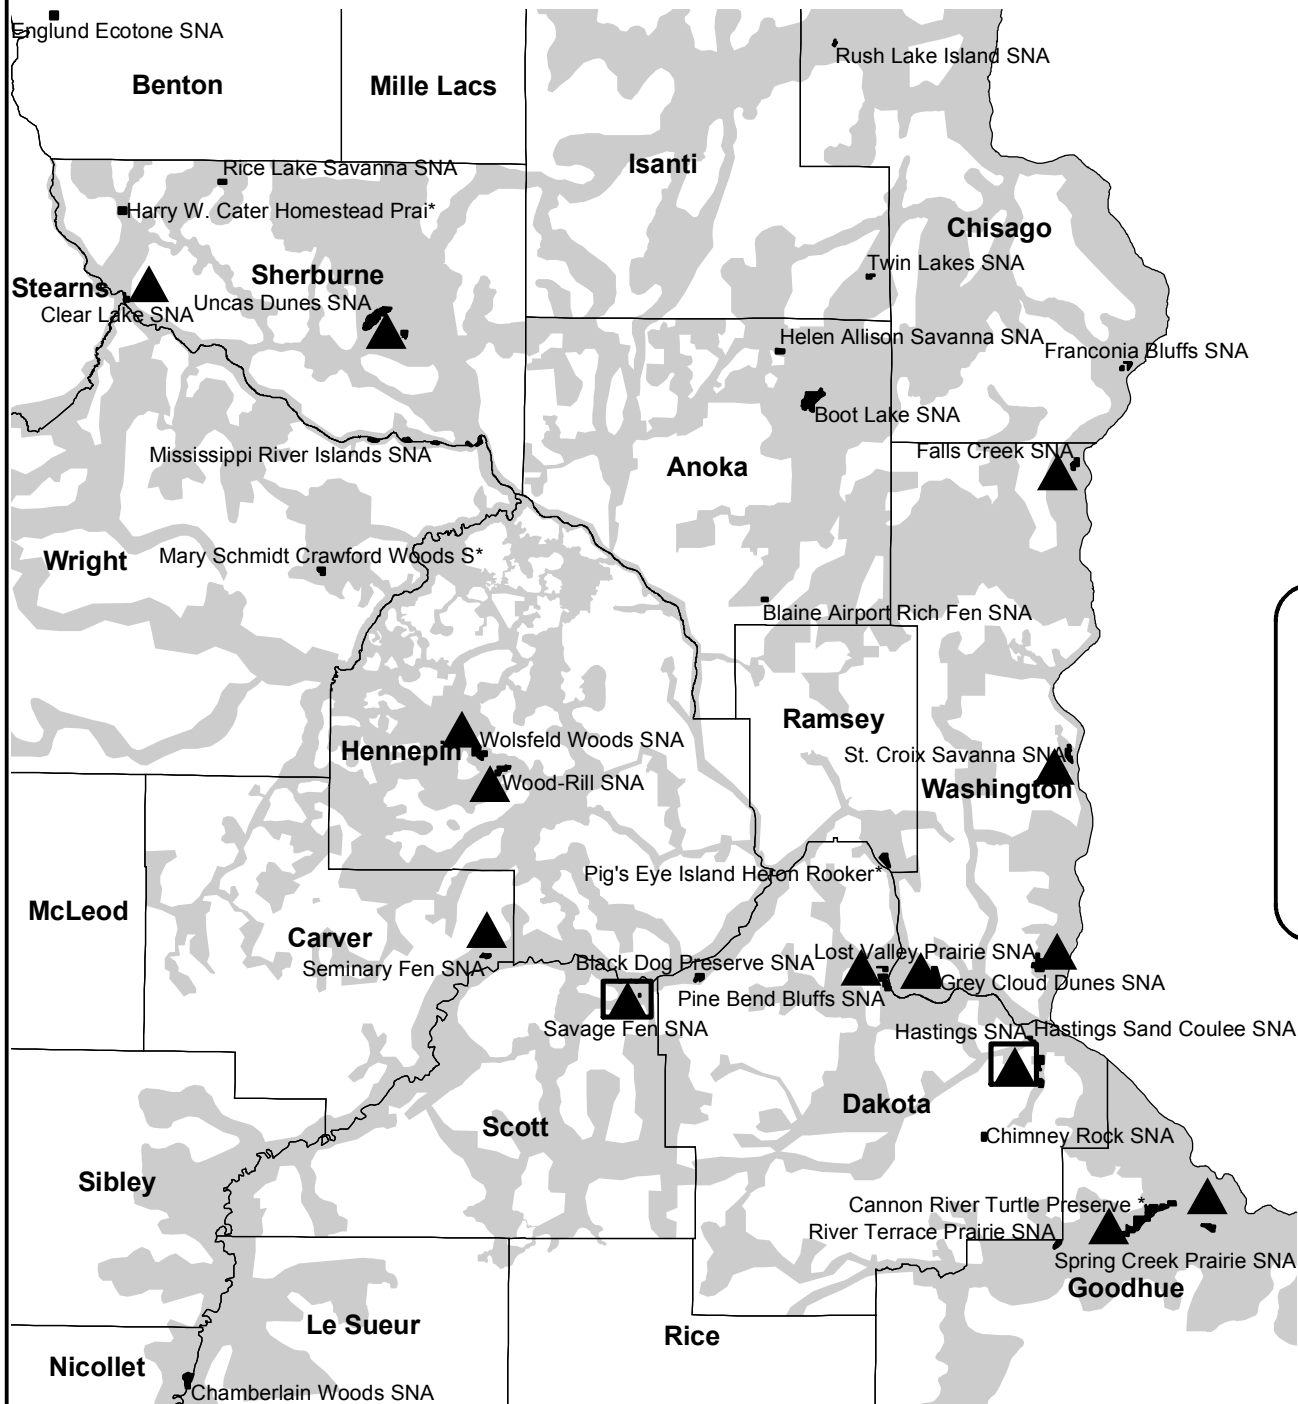 Englund Ecotone SNA
Rush Lake Island SNA
Benton
Mille Lacs
Isanti
Rice Lake Savanna SNA
Harry W. Cater Homestead Prai*
Chisago
Twin Lakes SNA
Sherburne
Stearns
Uncas Dunes SNA
Clear Lake SNA
Helen Allison Savanna SNA
Franconia Bluffs SNA
Boot Lake SNA
Mississippi River Islands SNA
Falls Creek SNA
Anoka
Wright
Mary Schmidt Crawford Woods S*
Blaine Airport Rich Fen SNA
Ramsey
Hennepin
Wolsfeld Woods SNA
St. Croix Savanna SNA
Wood-Rill SNA
Washington
Pig's Eye Island Heron Rooker*
McLeod
Carver
Seminary Fen SNA
Black Dog Preserve SNA
Lost Valley Prairie SNA
Grey Cloud Dunes SNA
Pine Bend Bluffs SNA
Savage Fen SNA
Hastings SNA
Hastings Sand Coulee SNA
Dakota
Scott
Chimney Rock SNA
Sibley
Cannon River Turtle Preserve *
River Terrace Prairie SNA
Spring Creek Prairie SNA
Goodhue
Le Sueur
Rice
Nicollet
Chamberlain Woods SNA